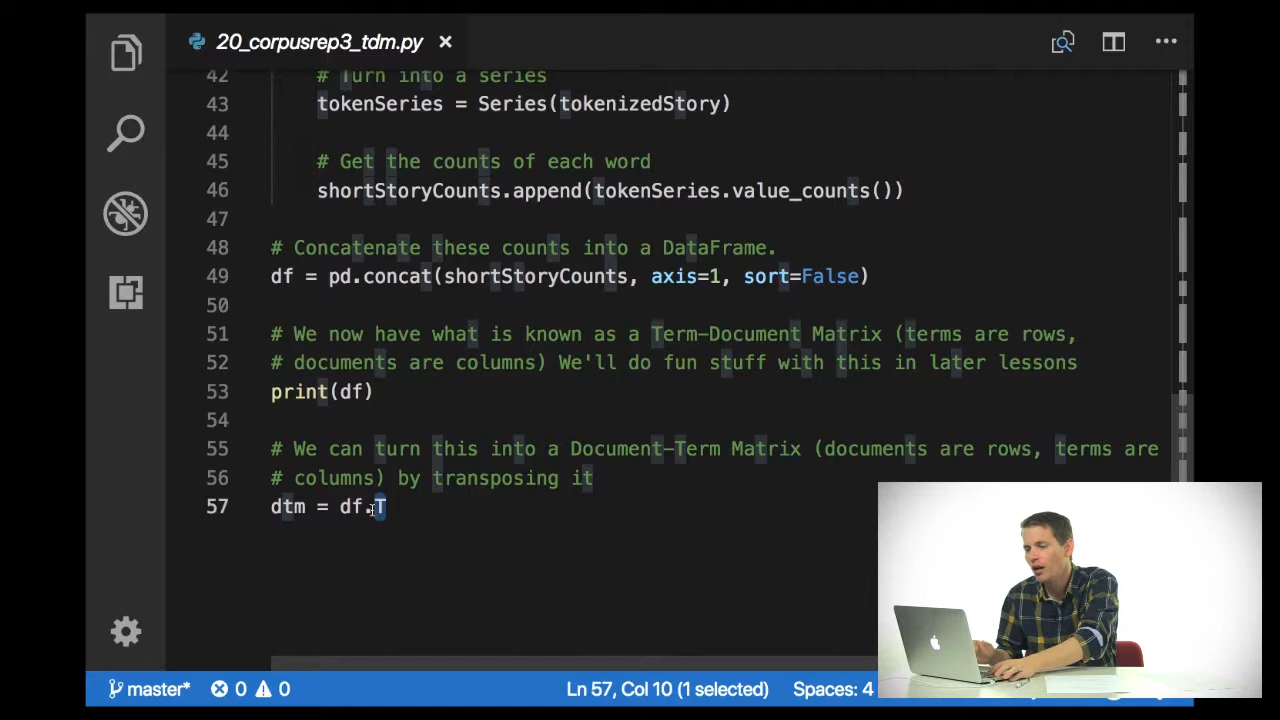 20_corpusrep3_tdm.py
42 # Turn into a series
43 tokenSeries = Series(tokenizedStory)
44
45 # Get the counts of each word
46 shortStoryCounts.append(tokenSeries.value_counts())
47
48 # Concatenate these counts into a DataFrame.
49 df = pd.concat(shortStoryCounts, axis=1, sort=False)
50
51 # We now have what is known as a Term-Document Matrix (terms are rows,
52 # documents are columns) We'll do fun stuff with this in later lessons
53 print(df)
54
55 # We can turn this into a Document-Term Matrix (documents are rows, terms are
56 # columns) by transposing it
57 dtm = df.T
master* 0 0 Ln 57, Col 10 (1 selected) Spaces: 4